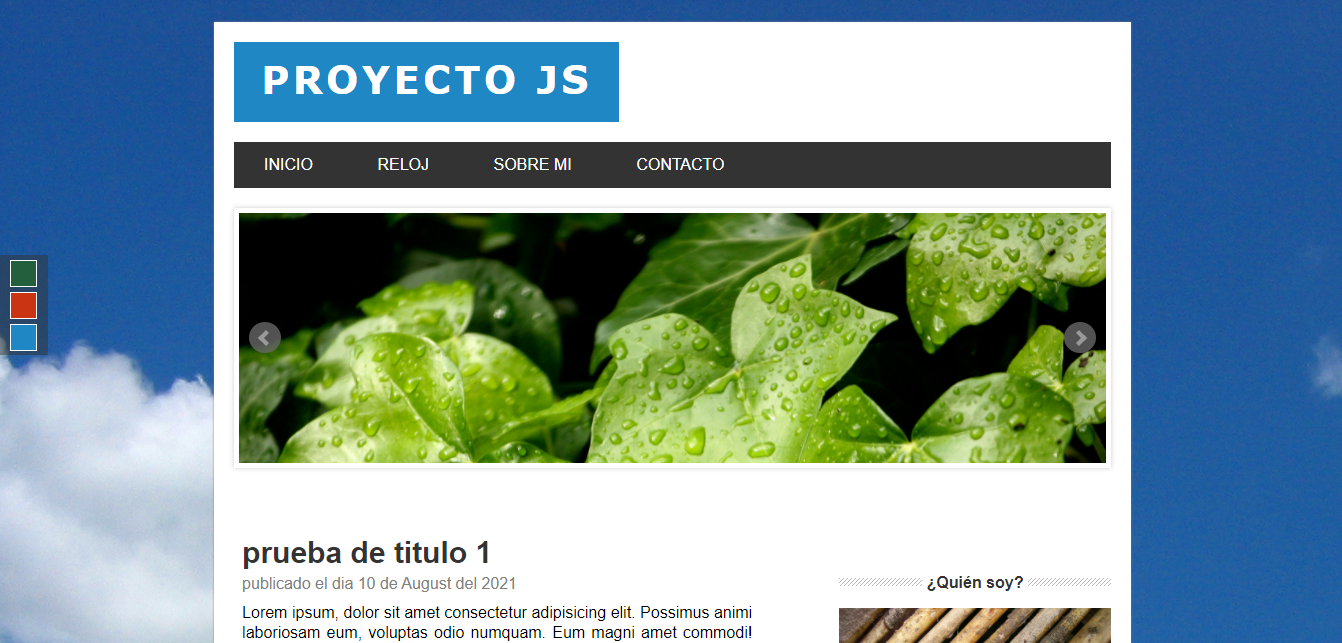 PROYECTO JS
INICIO RELOJ SOBRE MI CONTACTO
prueba de titulo 1
publicado el dia 10 de August del 2021
Lorem ipsum, dolor sit amet consectetur adipisicing elit. Possimus animi
laboriosam eum, voluptas odio numquam. Eum magni amet commodi!
¿Quién soy?